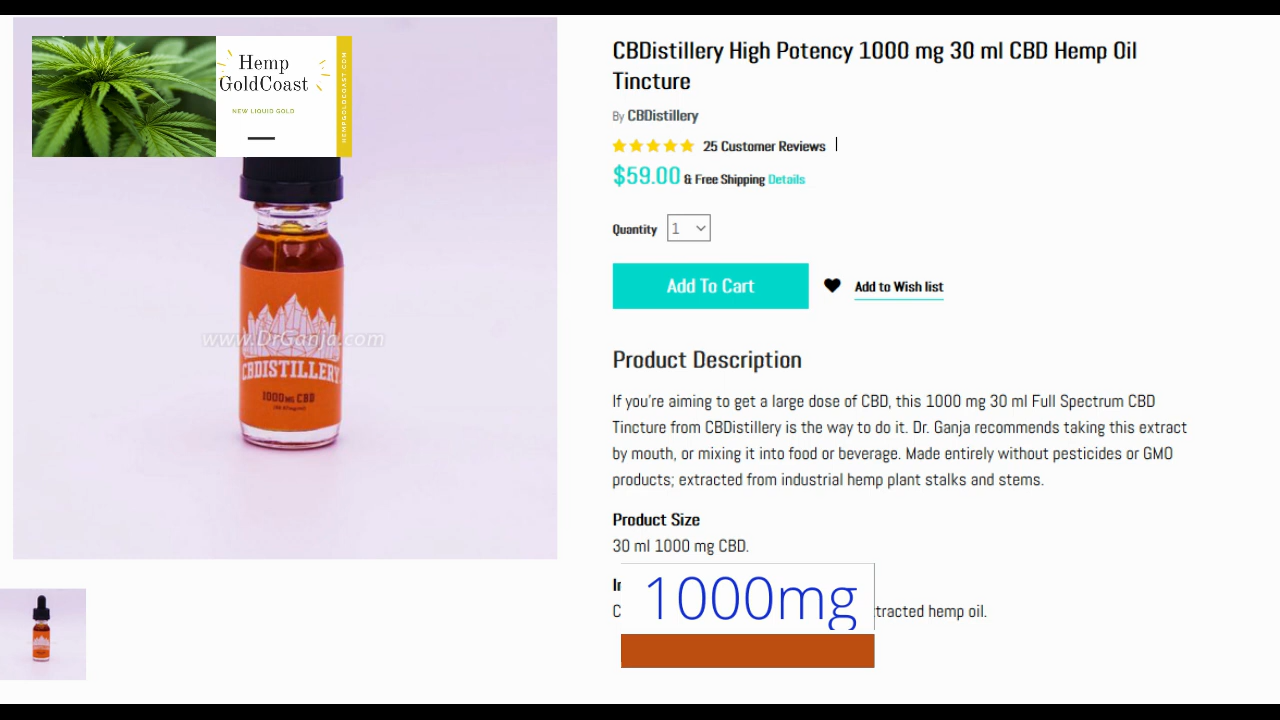 Hemp
GoldCoast
NEW LIQUID GOLD
HEMPGOLDCOAST.COM
www.DrGanja.com
CBDISTILLERY
1000MG CBD
CBDistillery High Potency 1000 mg 30 ml CBD Hemp Oil
Tincture
By CBDistillery
25 Customer Reviews
$59.00 & Free Shipping Details
Quantity 1
Add To Cart
Add to Wish list
Product Description
If you're aiming to get a large dose of CBD, this 1000 mg 30 ml Full Spectrum CBD
Tincture from CBDistillery is the way to do it. Dr. Ganja recommends taking this extract
by mouth, or mixing it into food or beverage. Made entirely without pesticides or GMO
products; extracted from industrial hemp plant stalks and stems.
Product Size
30 ml 1000 mg CBD.
1000mg
tracted hemp oil.